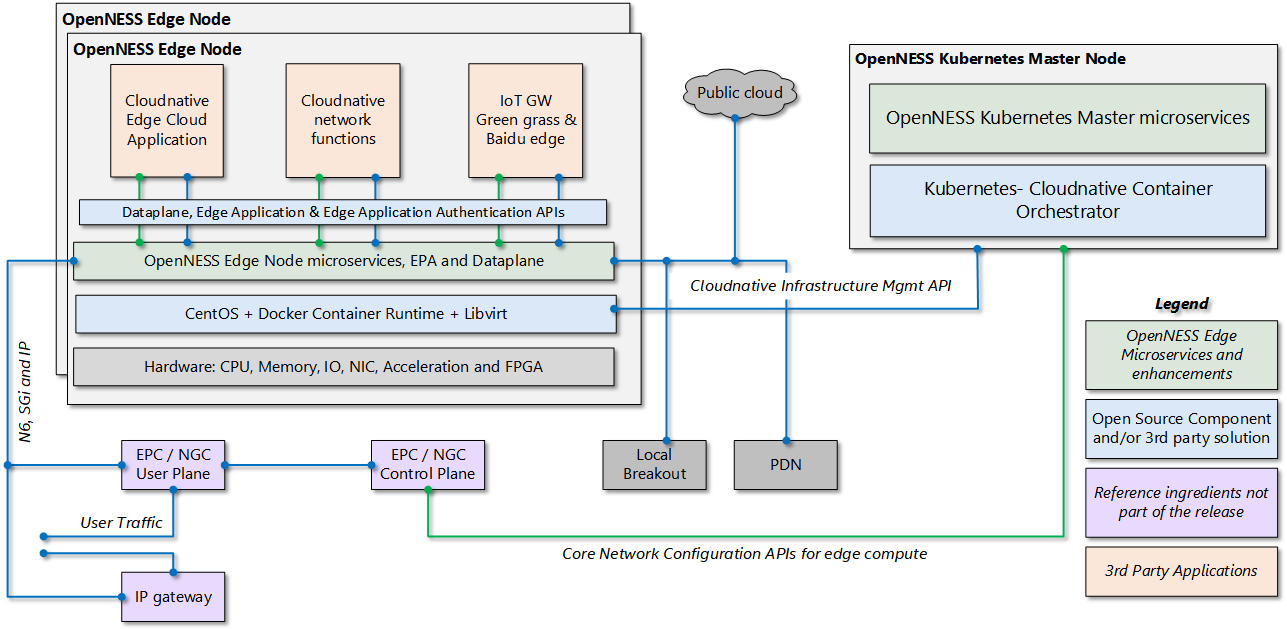 OpenNESS Edge Node
OpenNESS Edge Node
Cloudnative
Edge Cloud
Application
Cloudnative
network
functions
IoT GW
Green grass &
Baidu edge
Dataplane, Edge Application & Edge Application Authentication APIs
OpenNESS Edge Node microservices, EPA and Dataplane
CentOS + Docker Container Runtime + Libvirt
Hardware: CPU, Memory, IO, NIC, Acceleration and FPGA
Public cloud
OpenNESS Kubernetes Master Node
OpenNESS Kubernetes Master microservices
Kubernetes- Cloudnative Container
Orchestrator
Cloudnative Infrastructure Mgmt API
N6, SGi and IP
EPC / NGC
User Plane
EPC / NGC
Control Plane
Local
Breakout
PDN
User Traffic
Core Network Configuration APIs for edge compute
IP gateway
Legend
OpenNESS Edge
Microservices and
enhancements
Open Source Component
and/or 3rd party solution
Reference ingredients not
part of the release
3rd Party Applications